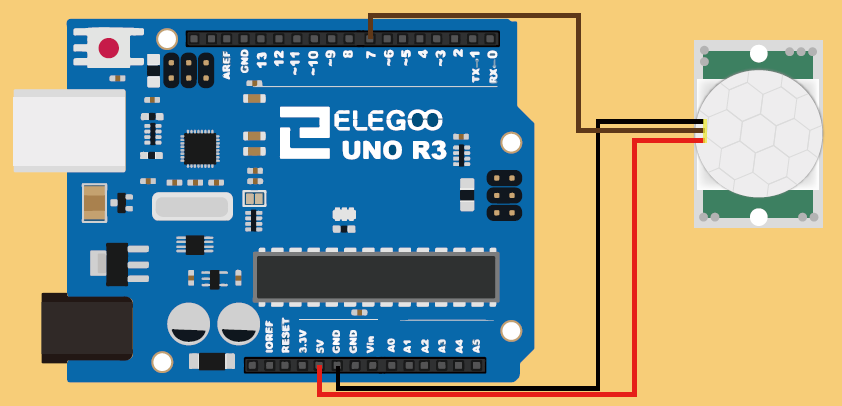 AREF
GND
13
12
~11
~10
~9
8
7
~6
~5
4
~3
2
TX→1
RX←0
ELEGOO
UNO R3
IOREF
RESET
3.3V
5V
GND
GND
Vin
A0
A1
A2
A3
A4
A5